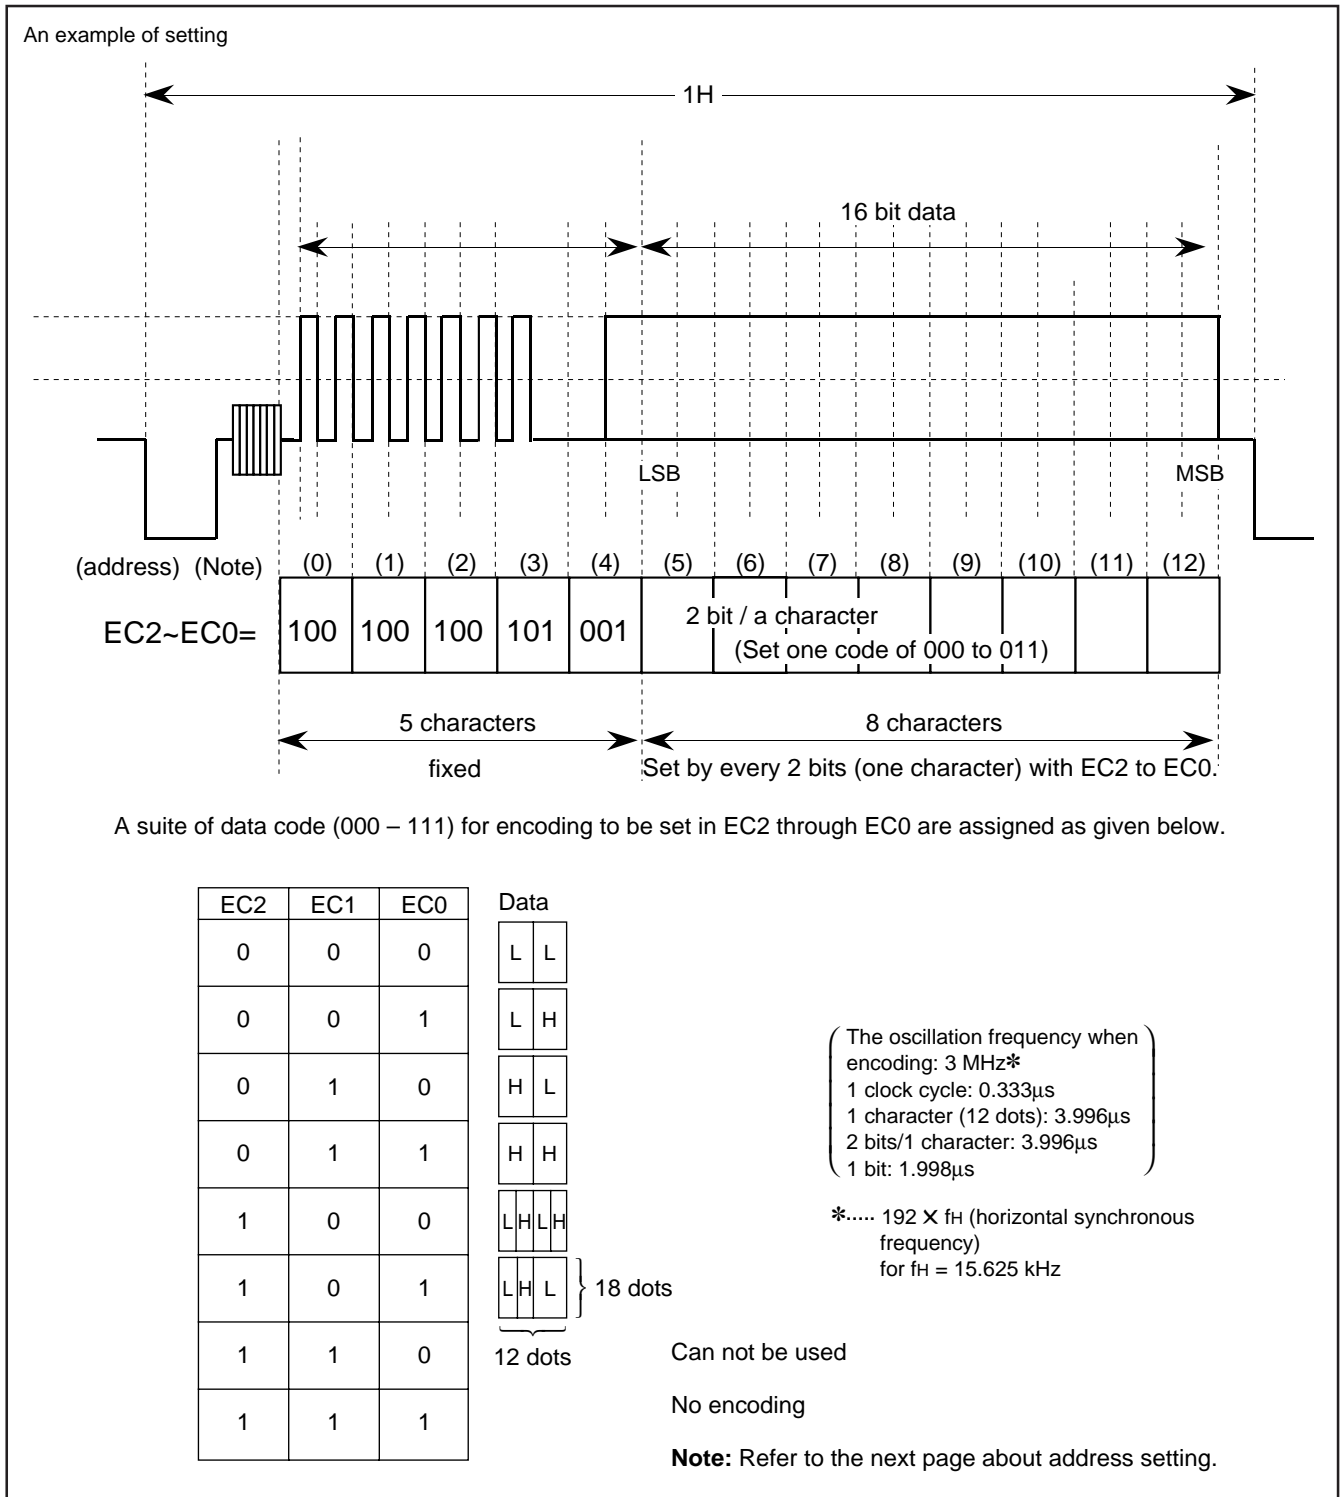 An example of setting
1H
16 bit data
LSB
MSB
(address) (Note) (0) (1) (2) (3) (4) (5) (6) (7) (8) (9) (10) (11) (12)
EC2~EC0= 100 100 100 101 001
2 bit / a character
(Set one code of 000 to 011)
5 characters
8 characters
fixed
Set by every 2 bits (one character) with EC2 to EC0.
A suite of data code (000 – 111) for encoding to be set in EC2 through EC0 are assigned as given below.
EC2 EC1 EC0 Data
0 0 0 L L
0 0 1 L H
0 1 0 H L
0 1 1 H H
1 0 0 L H L H
1 0 1 L H L
18 dots
12 dots
1 1 0 Can not be used
1 1 1 No encoding
The oscillation frequency when
encoding: 3 MHz✻
1 clock cycle: 0.333µs
1 character (12 dots): 3.996µs
2 bits/1 character: 3.996µs
1 bit: 1.998µs
✻····· 192 ✕ fH (horizontal synchronous
frequency)
for fH = 15.625 kHz
Note: Refer to the next page about address setting.